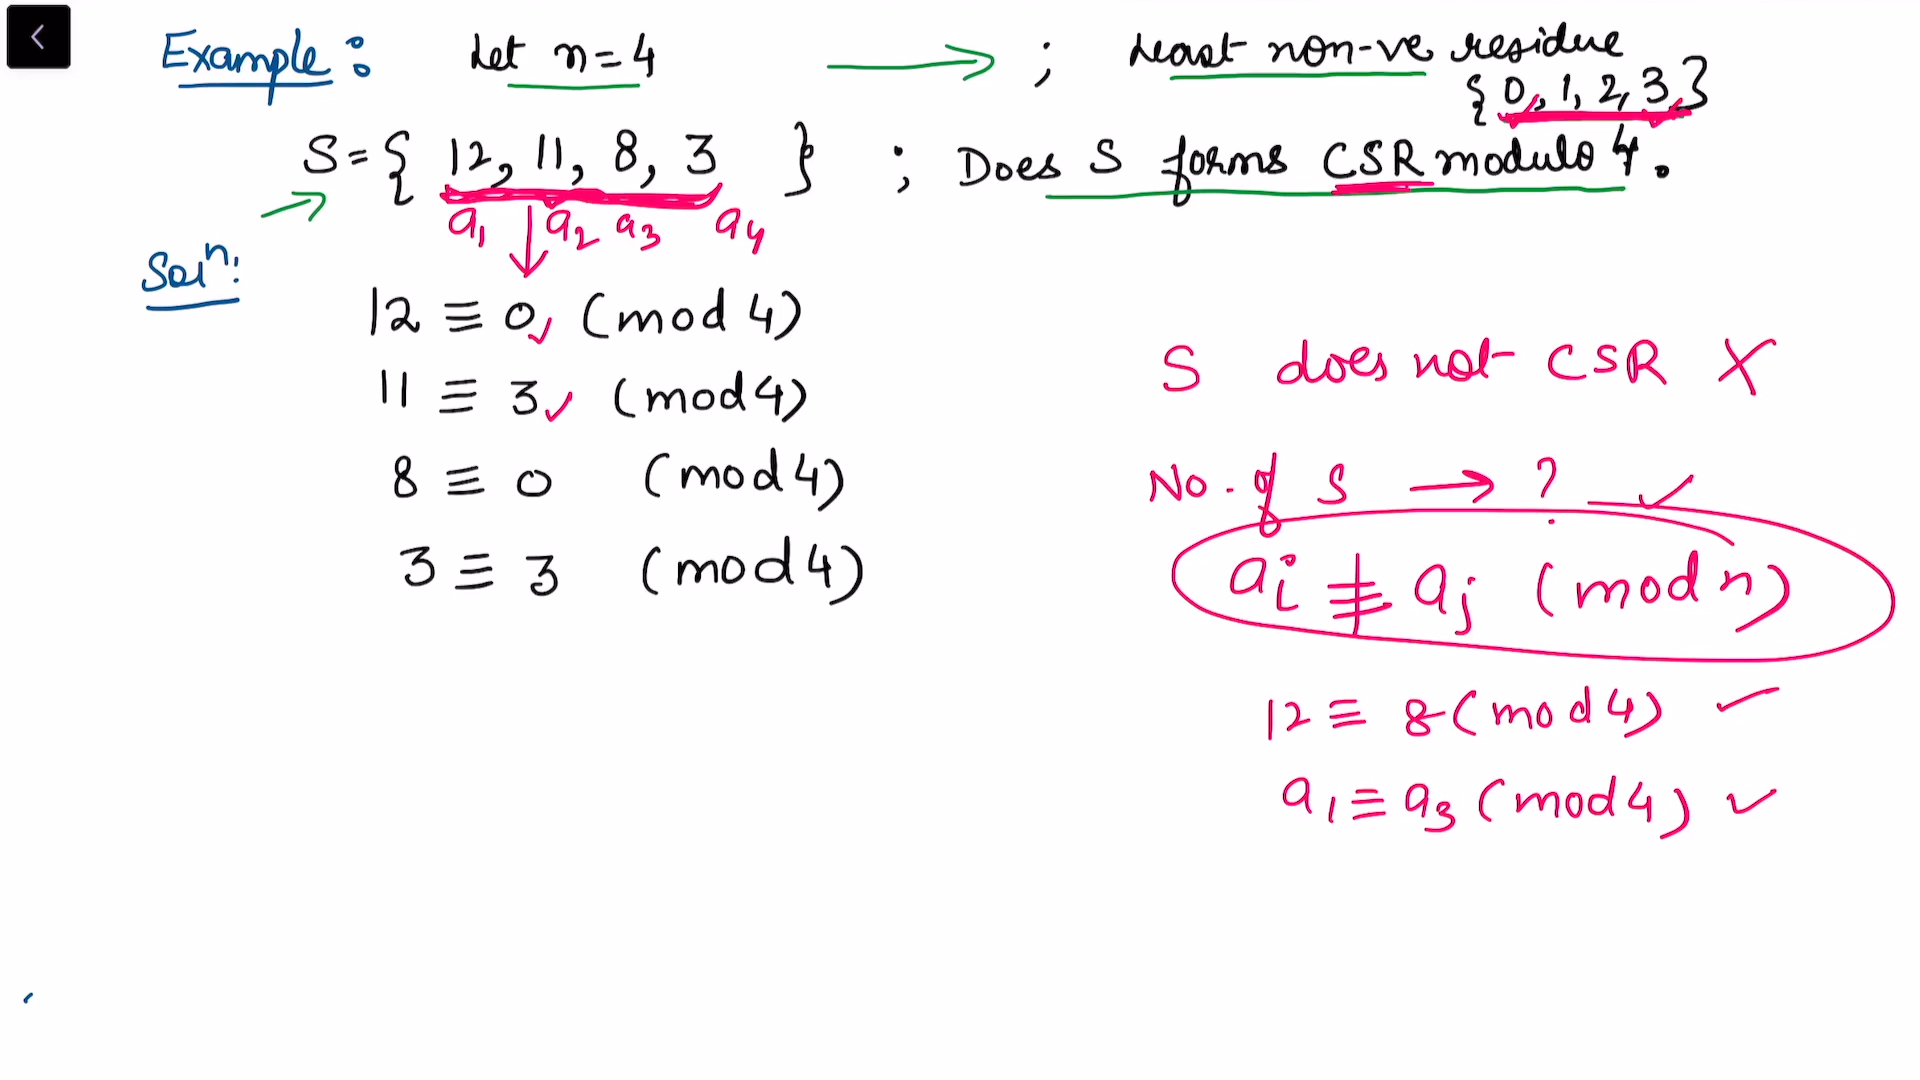 Example : Let n=4 ; Least non-ve residue
{0, 1, 2, 3}
S = { 12, 11, 8, 3 } ; Does S forms CSR modulo 4.
a1 a2 a3 a4
Soln:
12 ≡ 0 (mod 4)
11 ≡ 3 (mod 4)
8 ≡ 0 (mod 4)
3 ≡ 3 (mod 4)
S does not CSR X
No. of S → ?
ai ≢ aj (mod n)
12 ≡ 8 (mod 4)
a1 ≡ a3 (mod 4)